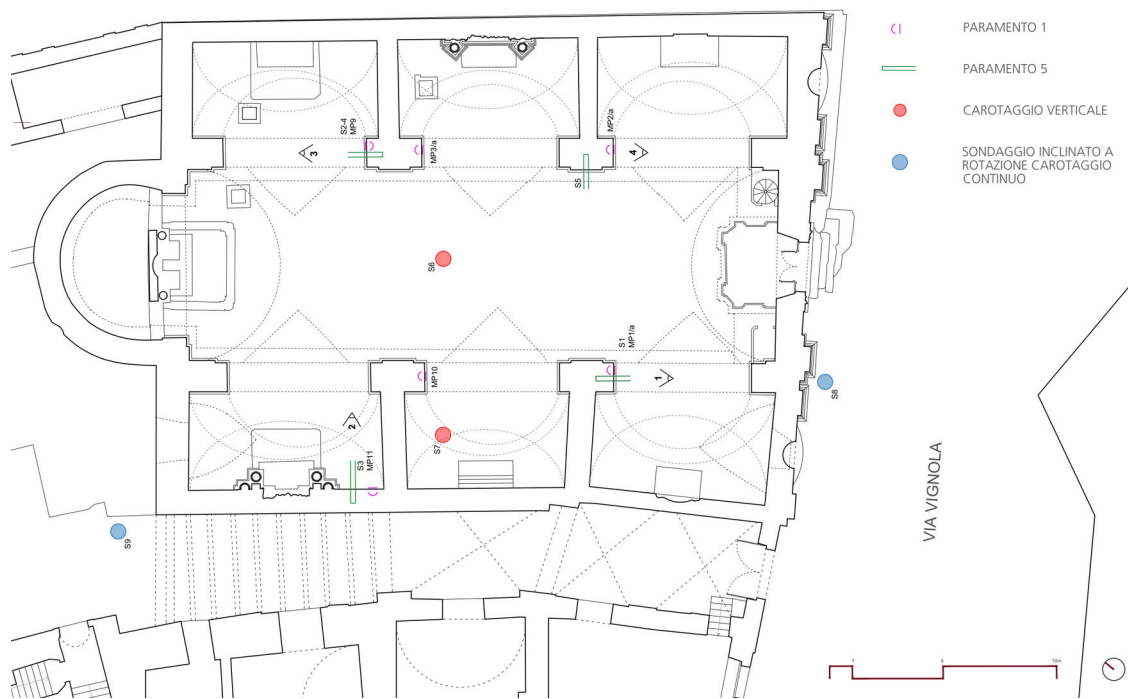 PARAMENTO 1
PARAMENTO 5
CAROTAGGIO VERTICALE
SONDAGGIO INCLINATO A
ROTAZIONE CAROTAGGIO
CONTINUO
S2-4
MP9
3
MP3/a
MP2/a
4
S5
S6
S1
MP1/a
MP10
1
2
S3
MP11
S7
S8
S9
VIA VIGNOLA
1
5
10m